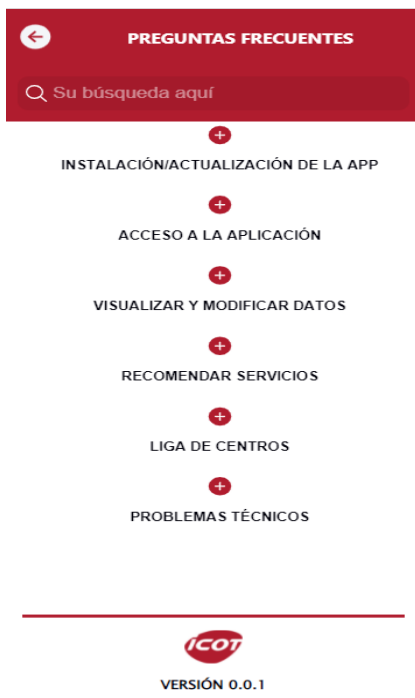 PREGUNTAS FRECUENTES
Su búsqueda aquí
INSTALACIÓN/ACTUALIZACIÓN DE LA APP
ACCESO A LA APLICACIÓN
VISUALIZAR Y MODIFICAR DATOS
RECOMENDAR SERVICIOS
LIGA DE CENTROS
PROBLEMAS TÉCNICOS
icot
VERSIÓN 0.0.1